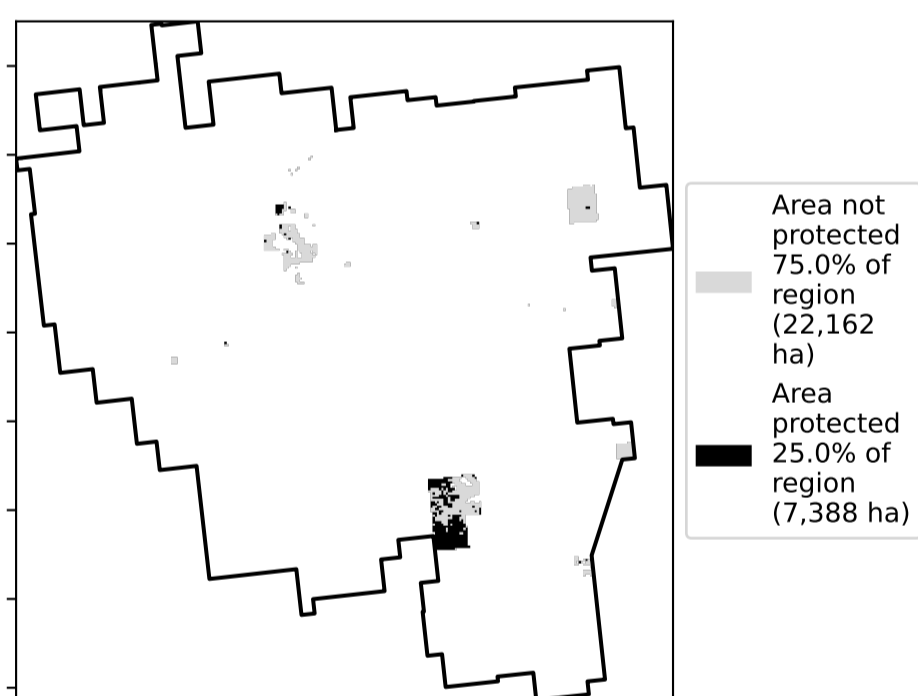 Area not
protected
75.0% of
region
(22,162
ha)
Area
protected
25.0% of
region
(7,388 ha)